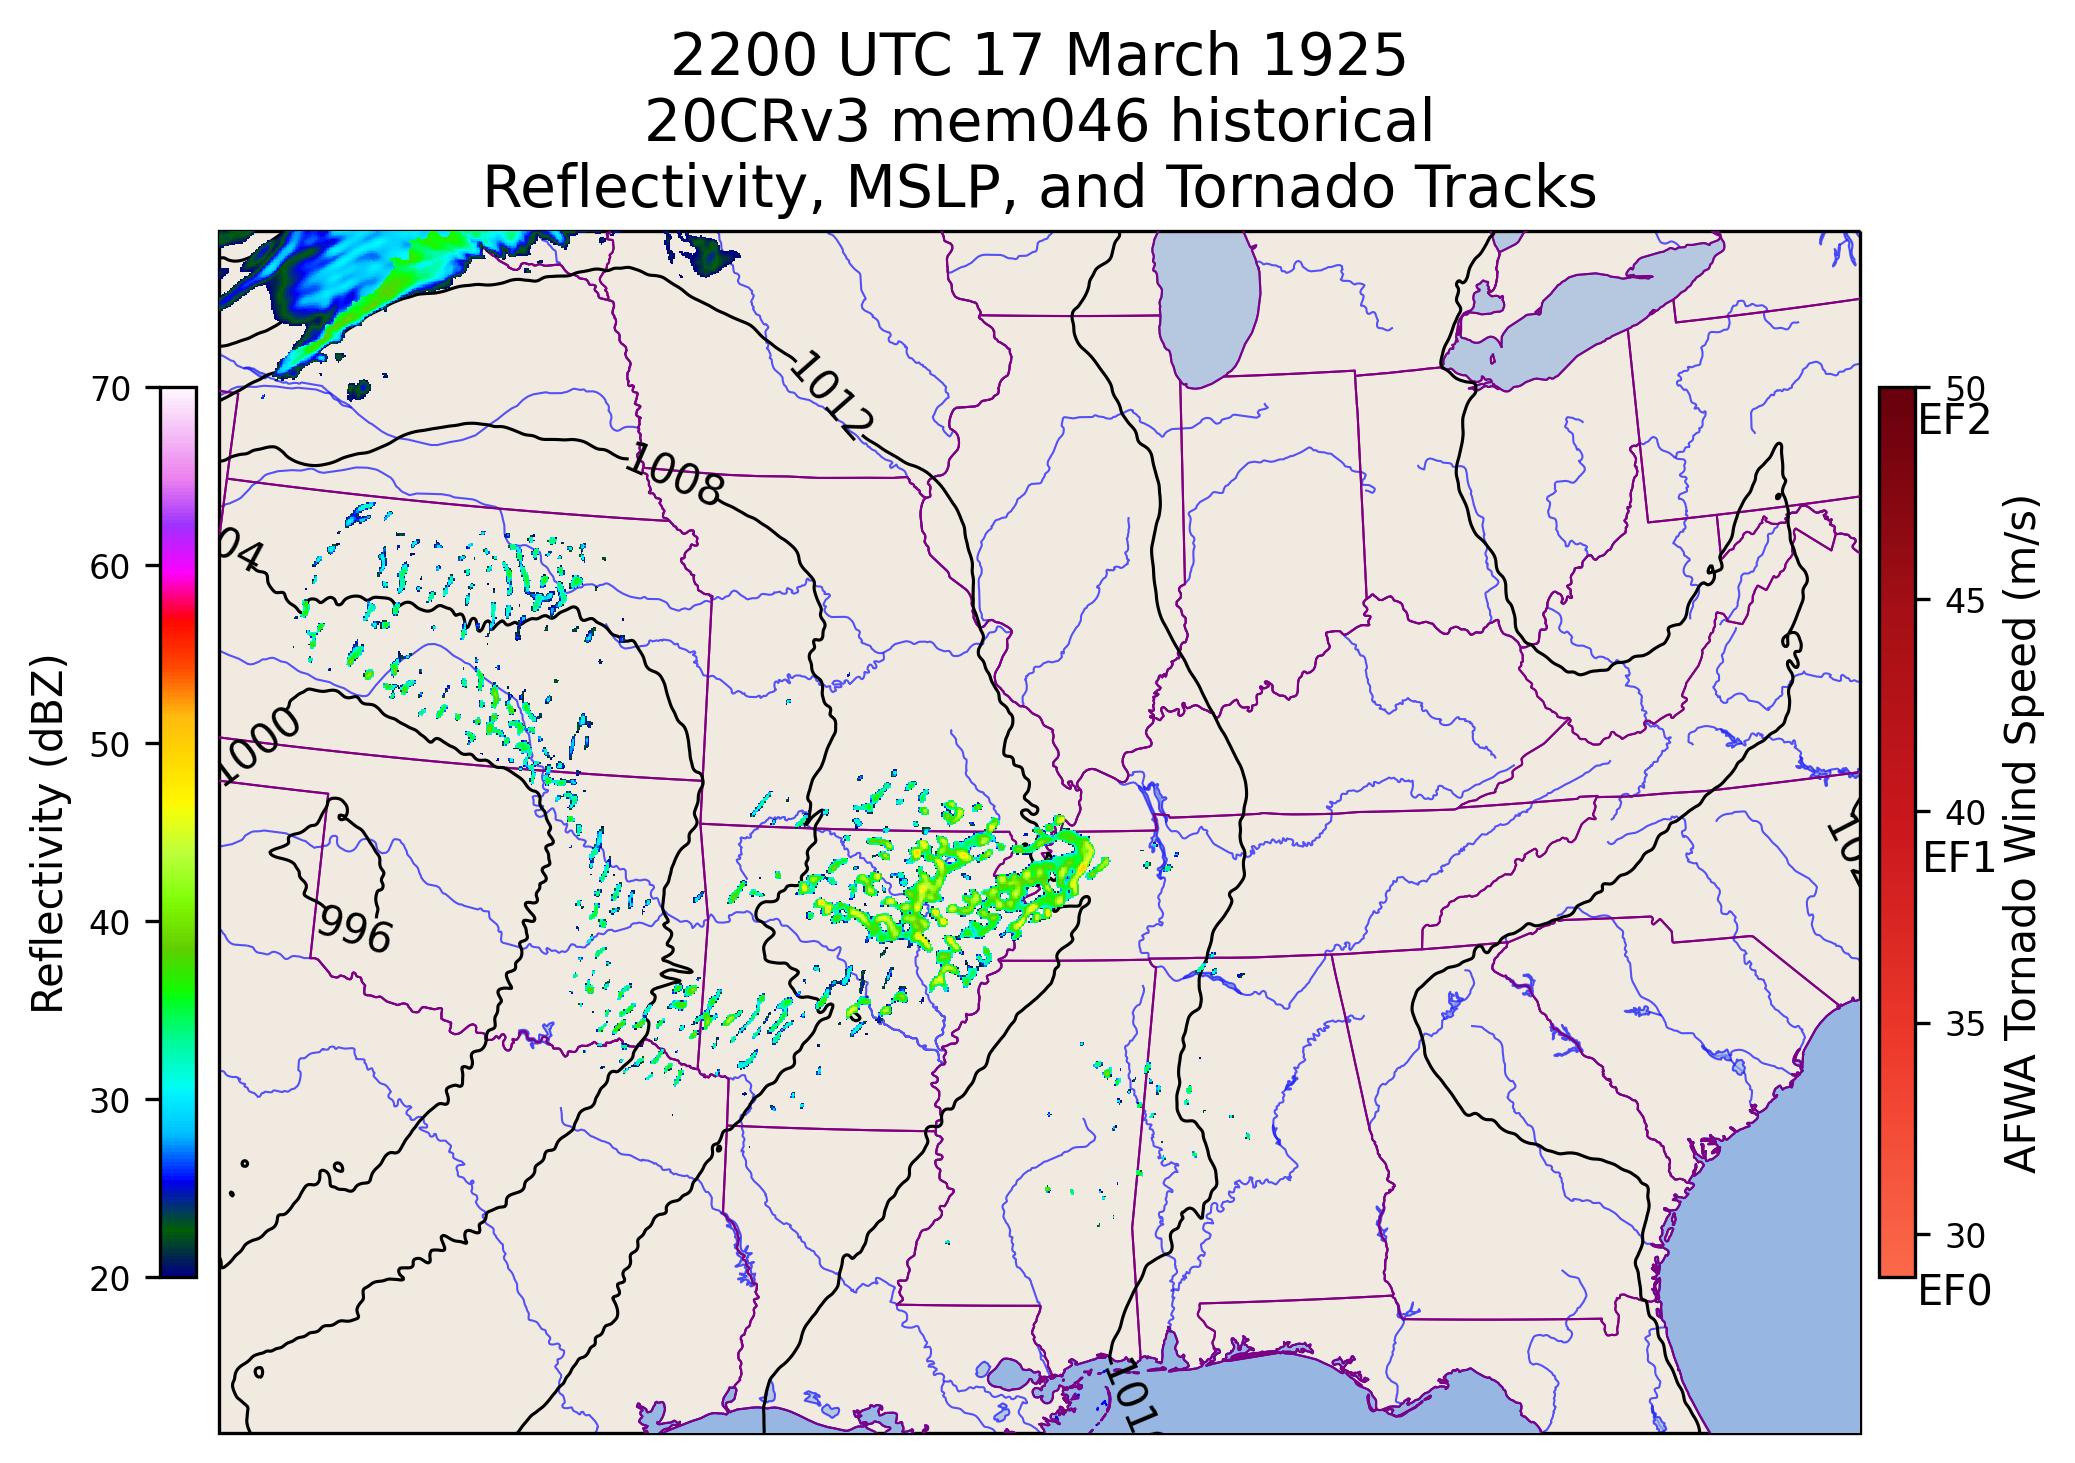 2200 UTC 17 March 1925
20CRv3 mem046 historical
Reflectivity, MSLP, and Tornado Tracks
1012
1008
04
1000
996
70
60
50
40
30
20
Reflectivity (dBZ)
50
EF2
45
40
EF1
35
30
EF0
AFWA Tornado Wind Speed (m/s)